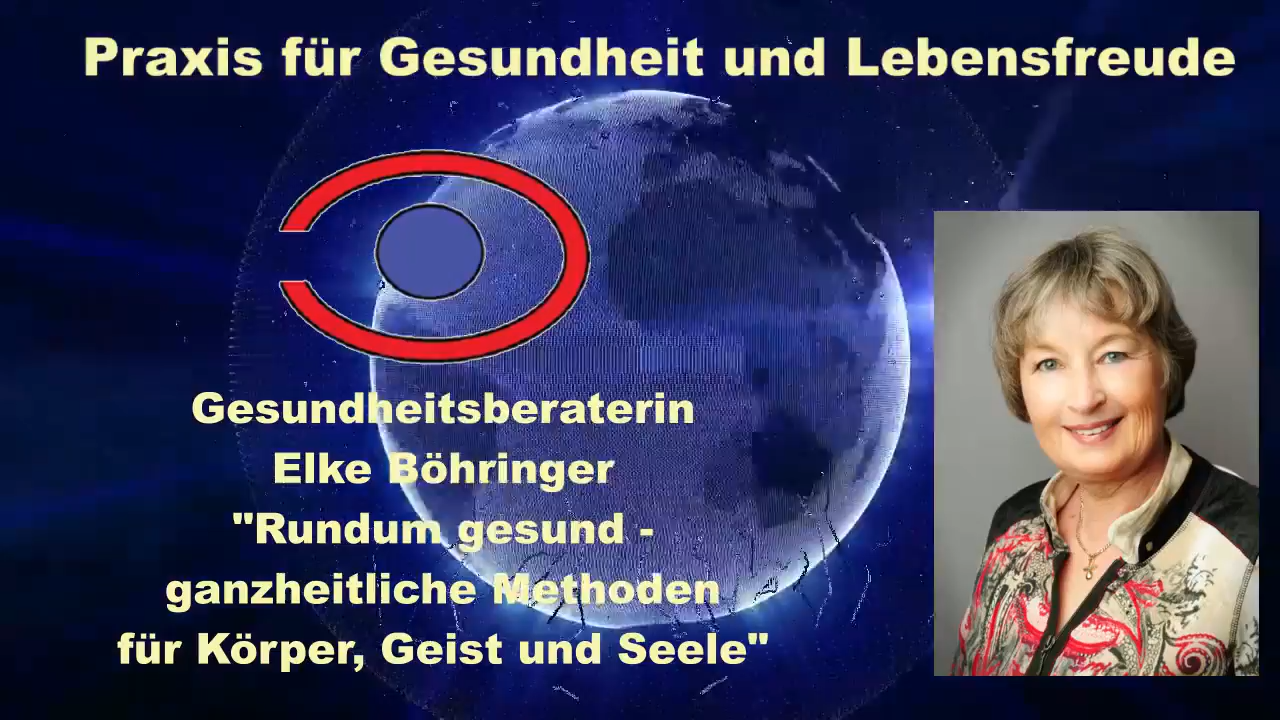 Praxis für Gesundheit und Lebensfreude
Gesundheitsberaterin
Elke Böhringer
"Rundum gesund -
ganzheitliche Methoden
für Körper, Geist und Seele"